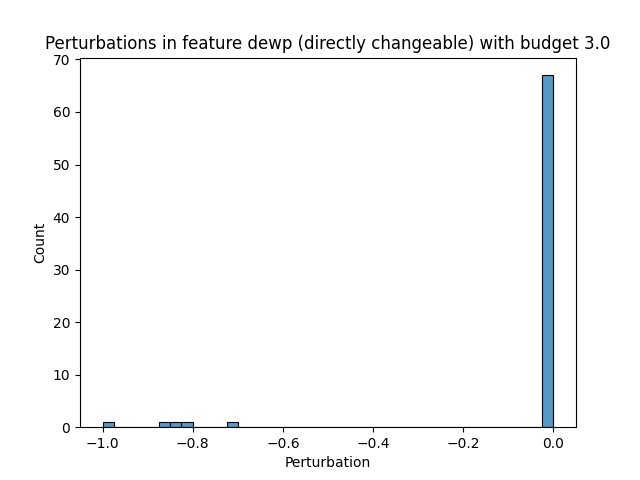 Perturbations in feature dewp (directly changeable) with budget 3.0
70
60
50
40
30
20
10
0
Count
−1.0 −0.8 −0.6 −0.4 −0.2 0.0
Perturbation